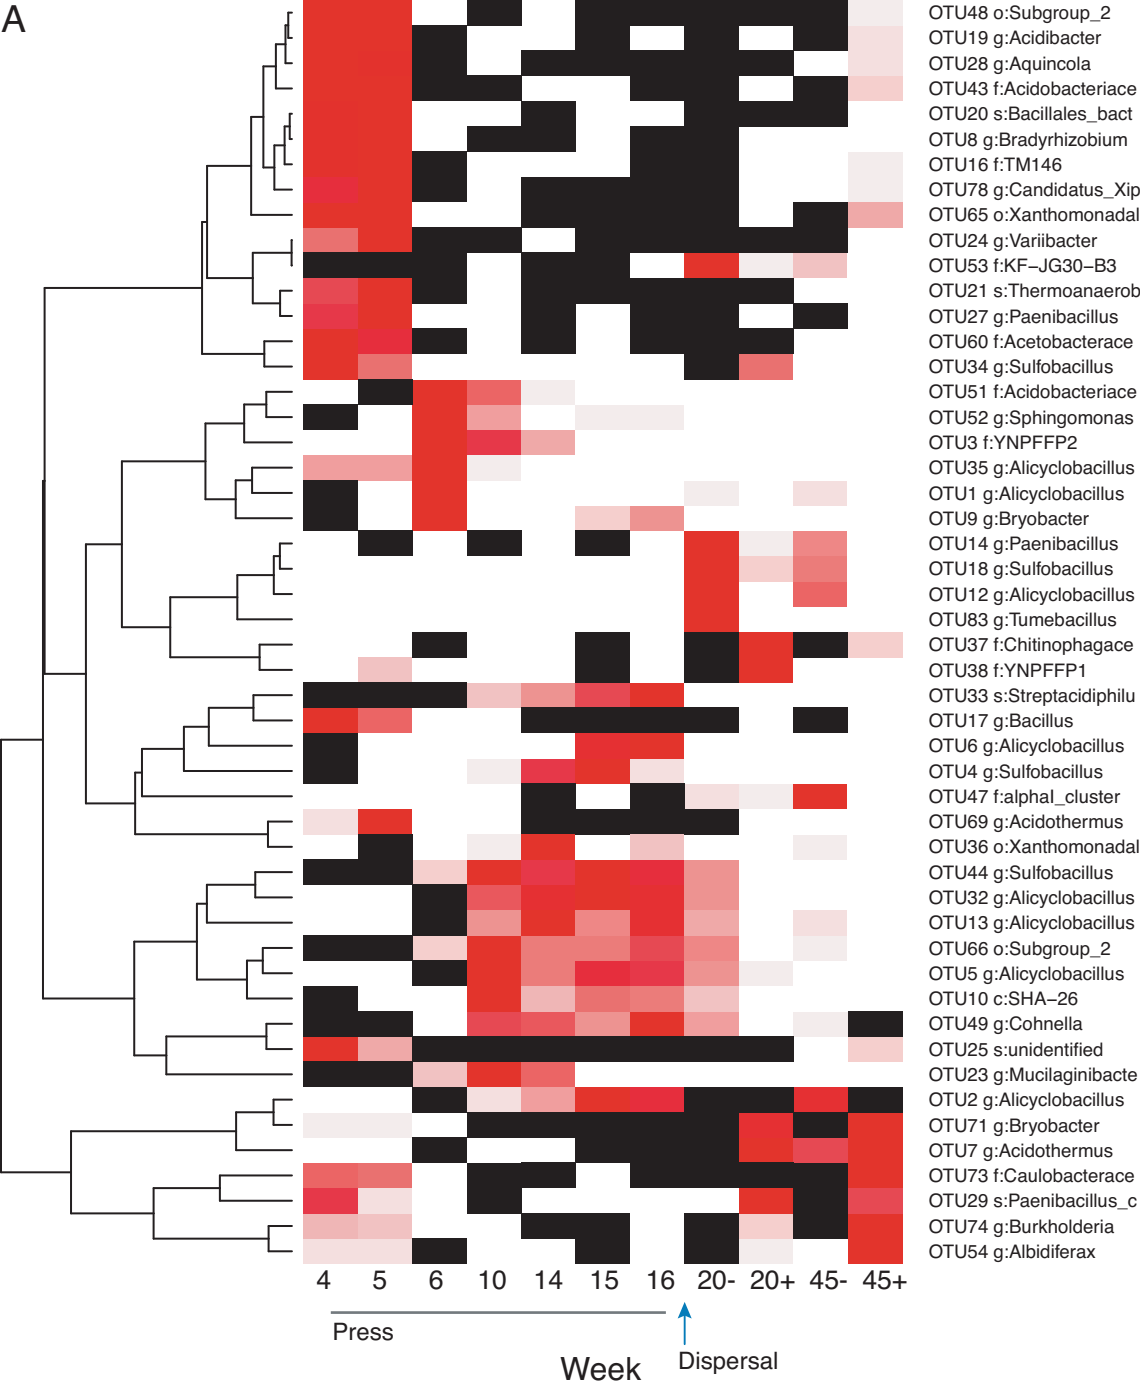 A
OTU48 o:Subgroup_2
OTU19 g:Acidibacter
OTU28 g:Aquincola
OTU43 f:Acidobacteriace
OTU20 s:Bacillales_bact
OTU8 g:Bradyrhizobium
OTU16 f:TM146
OTU78 g:Candidatus_Xip
OTU65 o:Xanthomonadal
OTU24 g:Variibacter
OTU53 f:KF−JG30−B3
OTU21 s:Thermoanaerob
OTU27 g:Paenibacillus
OTU60 f:Acetobacterace
OTU34 g:Sulfobacillus
OTU51 f:Acidobacteriace
OTU52 g:Sphingomonas
OTU3 f:YNPFFP2
OTU35 g:Alicyclobacillus
OTU1 g:Alicyclobacillus
OTU9 g:Bryobacter
OTU14 g:Paenibacillus
OTU18 g:Sulfobacillus
OTU12 g:Alicyclobacillus
OTU83 g:Tumebacillus
OTU37 f:Chitinophagace
OTU38 f:YNPFFP1
OTU33 s:Streptacidiphilu
OTU17 g:Bacillus
OTU6 g:Alicyclobacillus
OTU4 g:Sulfobacillus
OTU47 f:alphaI_cluster
OTU69 g:Acidothermus
OTU36 o:Xanthomonadal
OTU44 g:Sulfobacillus
OTU32 g:Alicyclobacillus
OTU13 g:Alicyclobacillus
OTU66 o:Subgroup_2
OTU5 g:Alicyclobacillus
OTU10 c:SHA−26
OTU49 g:Cohnella
OTU25 s:unidentified
OTU23 g:Mucilaginibacte
OTU2 g:Alicyclobacillus
OTU71 g:Bryobacter
OTU7 g:Acidothermus
OTU73 f:Caulobacterace
OTU29 s:Paenibacillus_c
OTU74 g:Burkholderia
OTU54 g:Albidiferax
4 5 6 10 14 15 16 20- 20+ 45- 45+
Press
Dispersal
Week